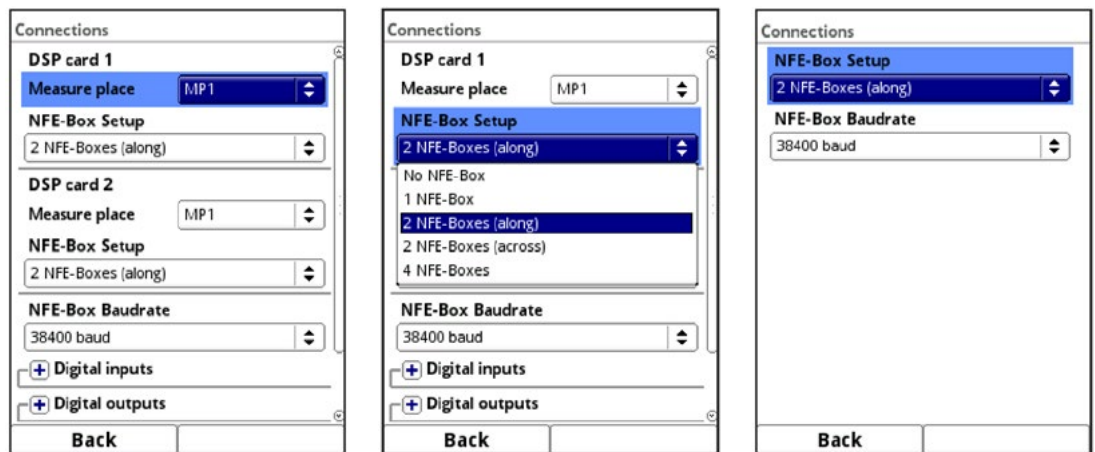 Connections
DSP card 1
Measure place MP1
NFE-Box Setup
2 NFE-Boxes (along)
DSP card 2
Measure place MP1
NFE-Box Setup
2 NFE-Boxes (along)
NFE-Box Baudrate
38400 baud
Digital inputs
Digital outputs
Back
Connections
DSP card 1
Measure place MP1
NFE-Box Setup
2 NFE-Boxes (along)
No NFE-Box
1 NFE-Box
2 NFE-Boxes (along)
2 NFE-Boxes (across)
4 NFE-Boxes
NFE-Box Baudrate
38400 baud
Digital inputs
Digital outputs
Back
Connections
NFE-Box Setup
2 NFE-Boxes (along)
NFE-Box Baudrate
38400 baud
Back